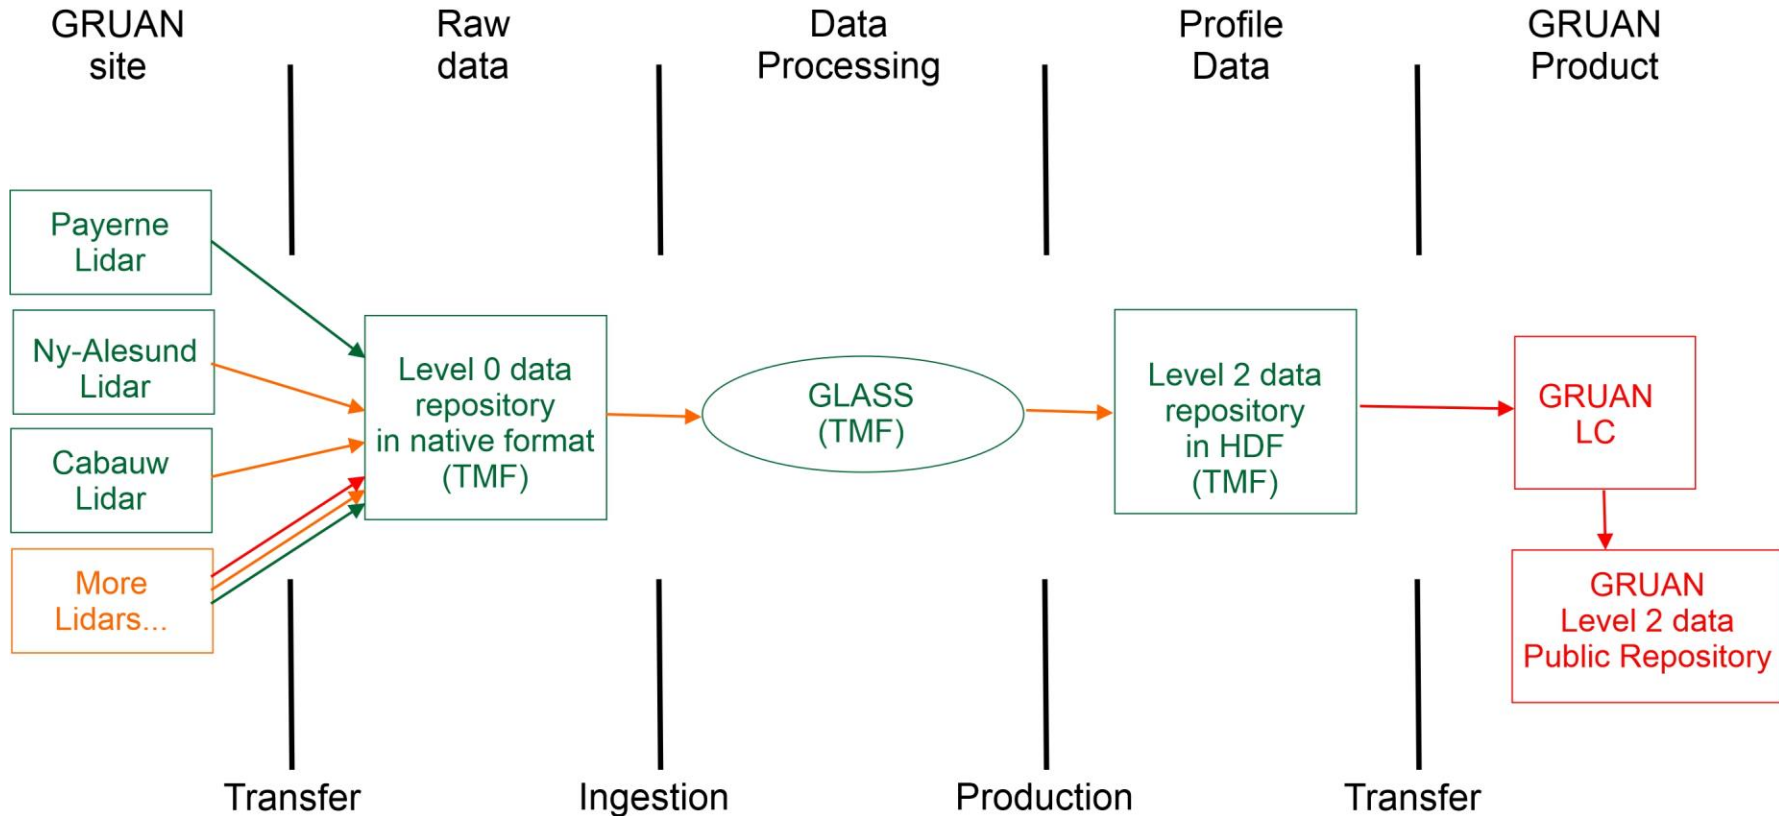 GRUAN
site
Raw
data
Data
Processing
Profile
Data
GRUAN
Product
Payerne
Lidar
Ny-Alesund
Lidar
Cabauw
Lidar
More
Lidars...
Level 0 data
repository
in native format
(TMF)
GLASS
(TMF)
Level 2 data
repository
in HDF
(TMF)
GRUAN
LC
GRUAN
Level 2 data
Public Repository
Transfer
Ingestion
Production
Transfer